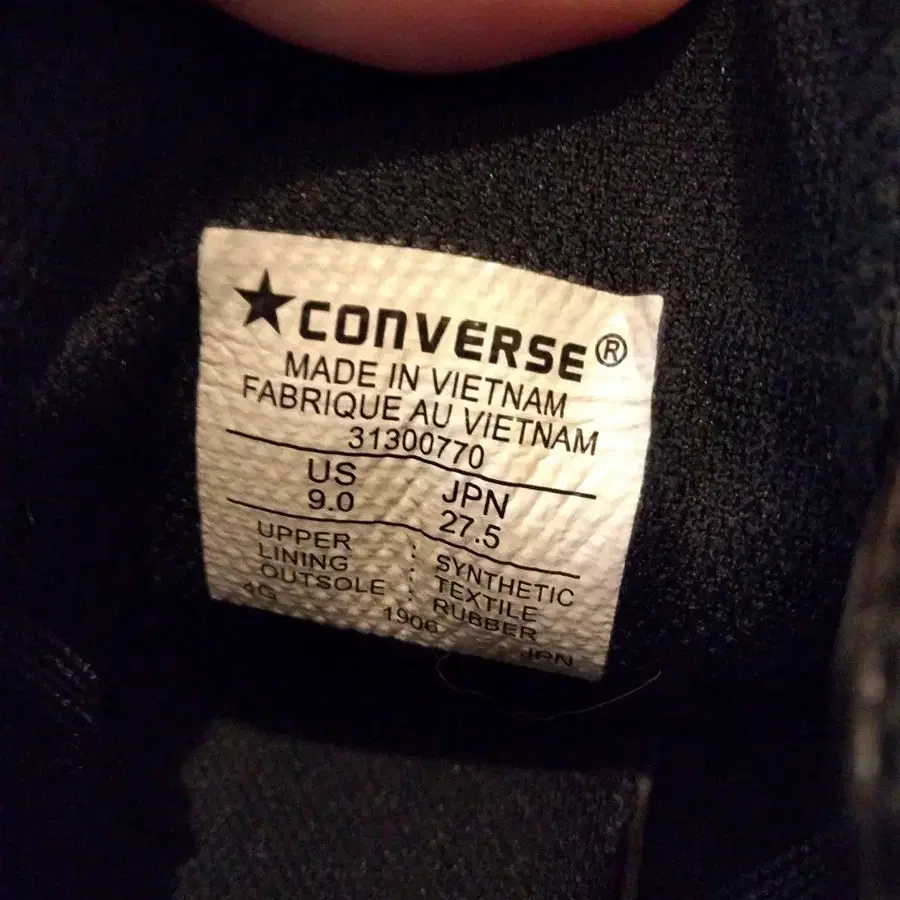 ★CONVERSE®
MADE IN VIETNAM
FABRIQUE AU VIETNAM
31300770
US JPN
9.0 27.5
UPPER : SYNTHETIC
LINING : TEXTILE
OUTSOLE : RUBBER
4G 1906 JPN